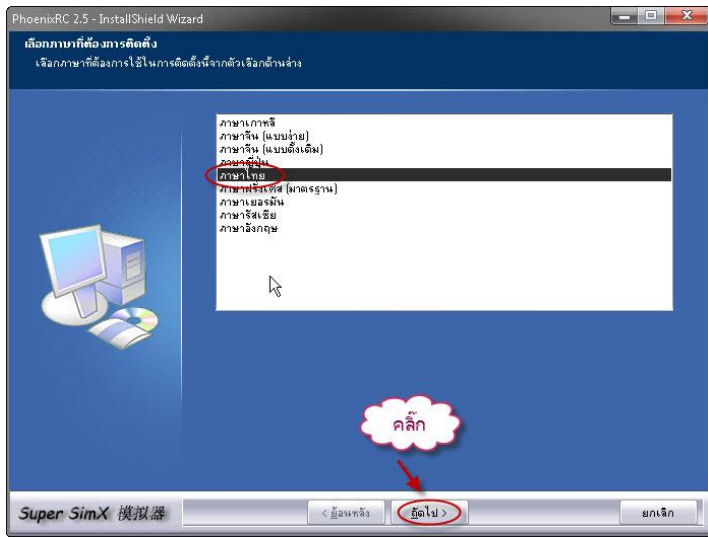 PhoenixRC 2.5 - InstallShield Wizard
เลือกภาษาที่ต้องการติดตั้ง
เลือกภาษาที่ต้องการใช้ในการติดตั้งนี้จากตัวเลือกด้านล่าง
ภาษาเกาหลี
ภาษาจีน (แบบง่าย)
ภาษาจีน (แบบดั้งเดิม)
ภาษาญี่ปุ่น
ภาษาไทย
ภาษาฝรั่งเศส (มาตรฐาน)
ภาษาเยอรมัน
ภาษารัสเซีย
ภาษาอังกฤษ
คลิ๊ก
Super SimX 模拟器
< ย้อนหลัง
ถัดไป >
ยกเลิก